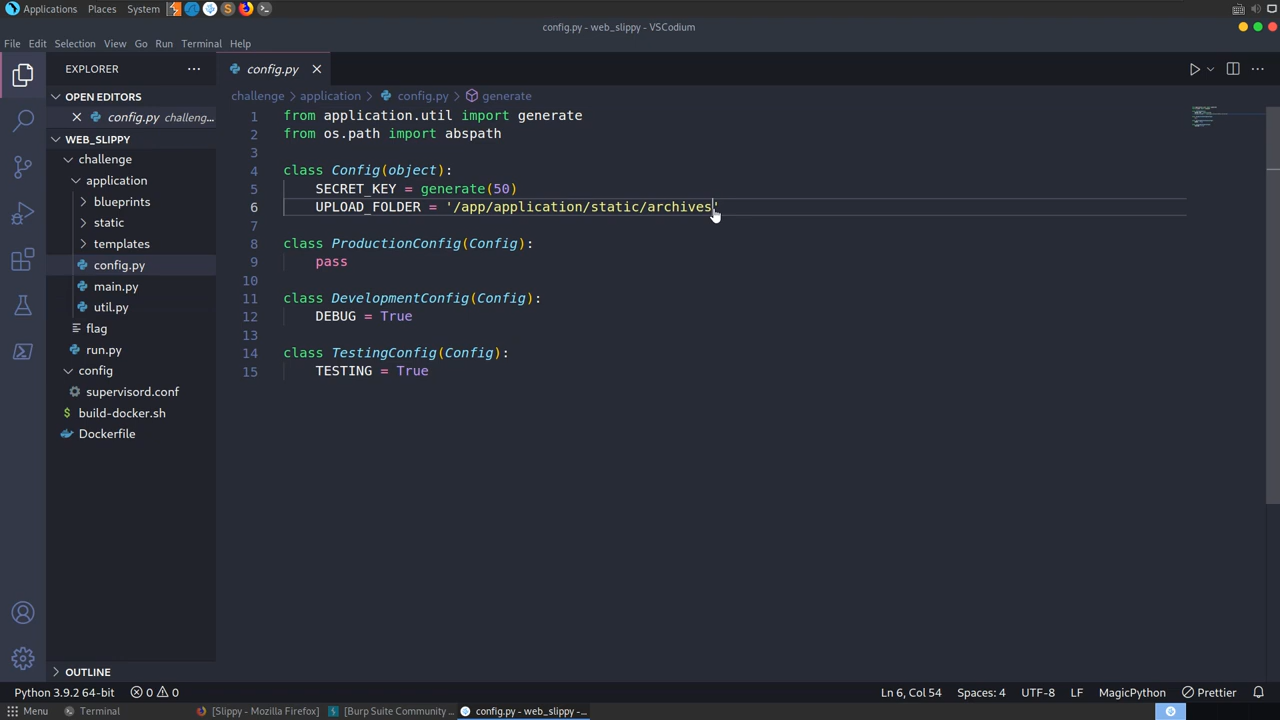 Applications Places System
config.py - web_slippy - VSCodium
File Edit Selection View Go Run Terminal Help
EXPLORER
config.py
OPEN EDITORS
config.py challeng...
WEB_SLIPPY
challenge
application
blueprints
static
templates
config.py
main.py
util.py
flag
run.py
config
supervisord.conf
build-docker.sh
Dockerfile
OUTLINE
challenge > application > config.py > generate
1 from application.util import generate
2 from os.path import abspath
3
4 class Config(object):
5 SECRET_KEY = generate(50)
6 UPLOAD_FOLDER = '/app/application/static/archives'
7
8 class ProductionConfig(Config):
9 pass
10
11 class DevelopmentConfig(Config):
12 DEBUG = True
13
14 class TestingConfig(Config):
15 TESTING = True
Python 3.9.2 64-bit 0 0 Ln 6, Col 54 Spaces: 4 UTF-8 LF MagicPython Prettier
Menu Terminal [Slippy - Mozilla Firefox] [Burp Suite Community ... config.py - web_slippy -...